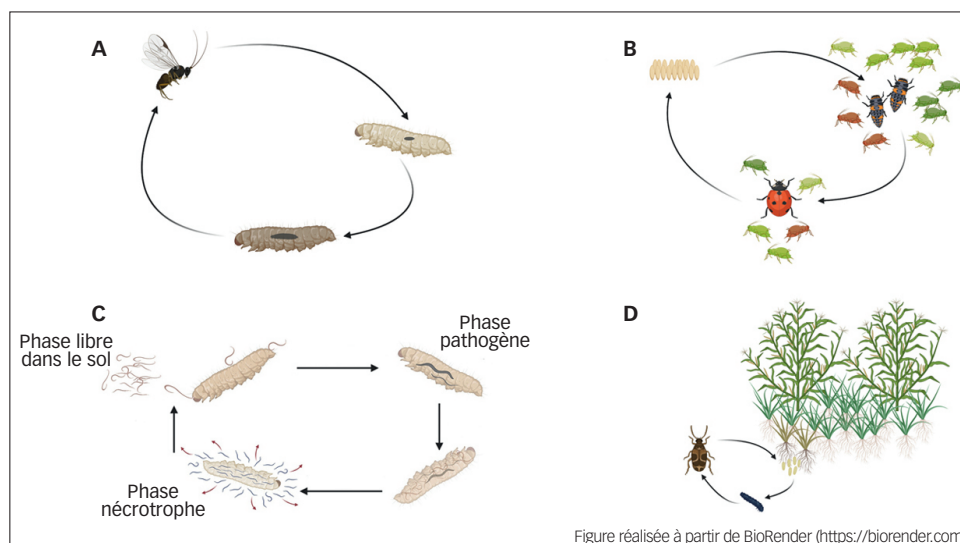 A
B
C
Phase libre
dans le sol
Phase
pathogène
Phase
nécrotrophe
D
Figure réalisée à partir de BioRender (https://biorender.com